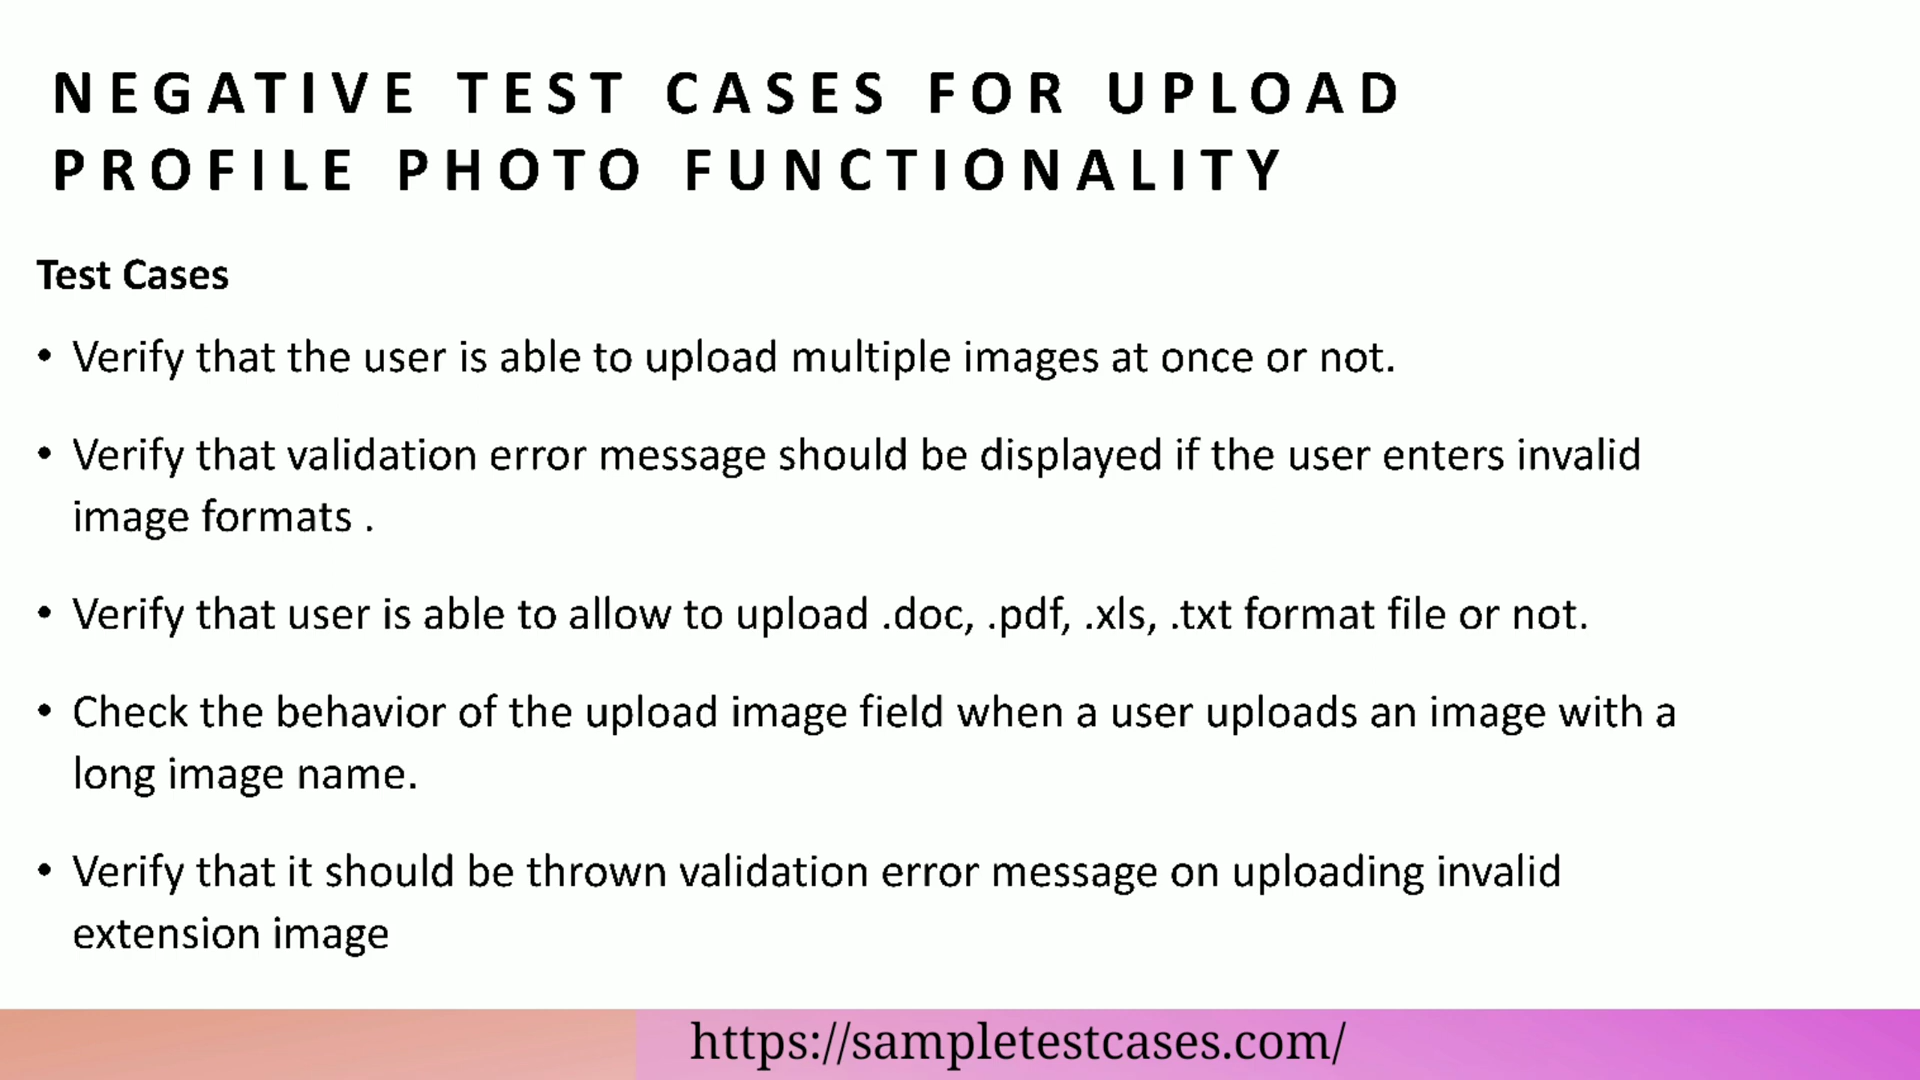 NEGATIVE TEST CASES FOR UPLOAD
PROFILE PHOTO FUNCTIONALITY
Test Cases
• Verify that the user is able to upload multiple images at once or not.
• Verify that validation error message should be displayed if the user enters invalid
image formats .
• Verify that user is able to allow to upload .doc, .pdf, .xls, .txt format file or not.
• Check the behavior of the upload image field when a user uploads an image with a
long image name.
• Verify that it should be thrown validation error message on uploading invalid
extension image
https://sampletestcases.com/